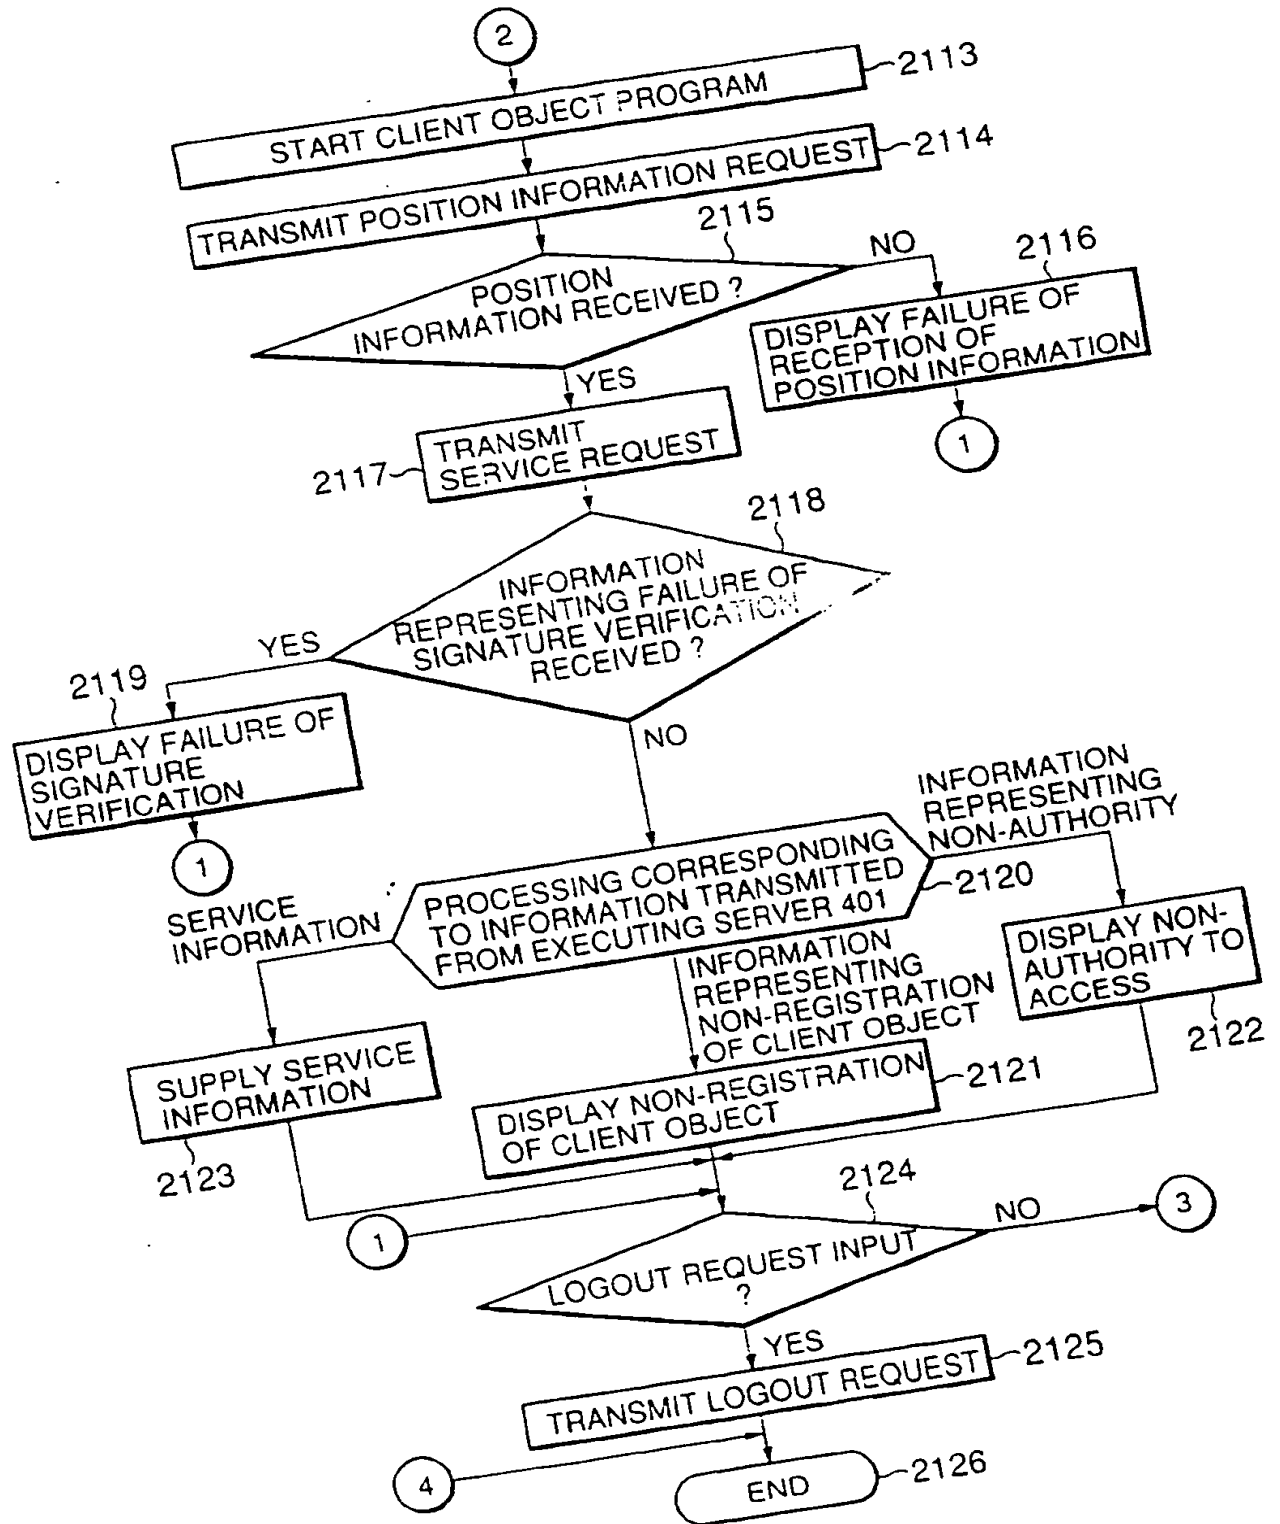 2
START CLIENT OBJECT PROGRAM
2113
TRANSMIT POSITION INFORMATION REQUEST
2114
POSITION
INFORMATION RECEIVED ?
2115
NO
2116
DISPLAY FAILURE OF
RECEPTION OF
POSITION INFORMATION
1
YES
TRANSMIT
SERVICE REQUEST
2117
2118
INFORMATION
REPRESENTING FAILURE OF
SIGNATURE VERIFICATION
RECEIVED ?
YES
2119
DISPLAY FAILURE OF
SIGNATURE
VERIFICATION
1
NO
PROCESSING CORRESPONDING
TO INFORMATION TRANSMITTED
FROM EXECUTING SERVER 401
2120
INFORMATION
REPRESENTING
NON-AUTHORITY
SERVICE
INFORMATION
INFORMATION
REPRESENTING
NON-REGISTRATION
OF CLIENT OBJECT
DISPLAY NON-
AUTHORITY TO
ACCESS
2122
SUPPLY SERVICE
INFORMATION
2123
DISPLAY NON-REGISTRATION
OF CLIENT OBJECT
2121
1
2124
LOGOUT REQUEST INPUT
?
NO
3
YES
TRANSMIT LOGOUT REQUEST
2125
4
END
2126